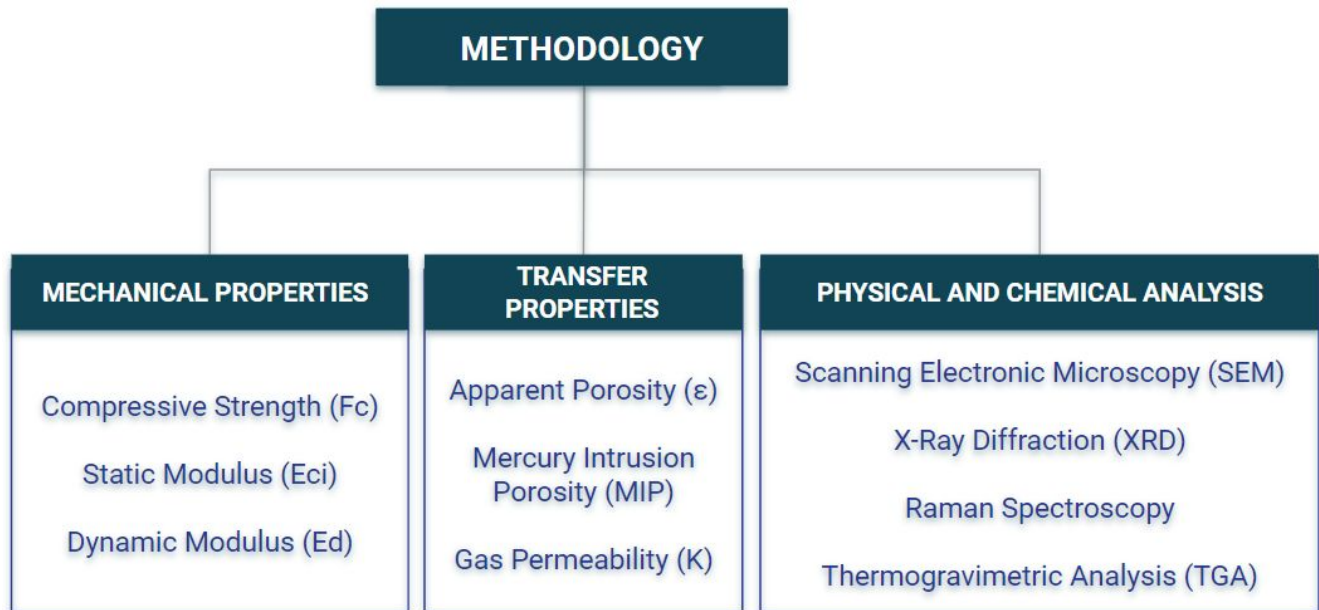 METHODOLOGY
MECHANICAL PROPERTIES
Compressive Strength (Fc)
Static Modulus (Eci)
Dynamic Modulus (Ed)
TRANSFER
PROPERTIES
Apparent Porosity (ε)
Mercury Intrusion
Porosity (MIP)
Gas Permeability (K)
PHYSICAL AND CHEMICAL ANALYSIS
Scanning Electronic Microscopy (SEM)
X-Ray Diffraction (XRD)
Raman Spectroscopy
Thermogravimetric Analysis (TGA)